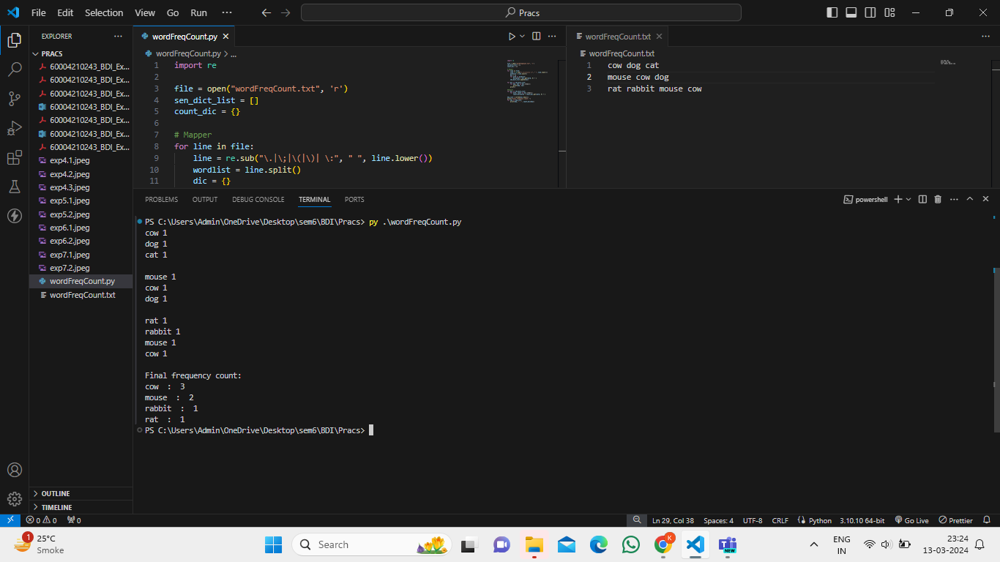 File Edit Selection View Go Run ··· Pracs
EXPLORER ···
PRACS
60004210243_BDI_Ex...
60004210243_BDI_Ex...
60004210243_BDI_Ex...
60004210243_BDI_Ex...
60004210243_BDI_Ex...
60004210243_BDI_Ex...
60004210243_BDI_Ex...
exp4.1.jpeg
exp4.2.jpeg
exp4.3.jpeg
exp5.1.jpeg
exp5.2.jpeg
exp6.1.jpeg
exp6.2.jpeg
exp7.1.jpeg
exp7.2.jpeg
wordFreqCount.py
wordFreqCount.txt
OUTLINE
TIMELINE
wordFreqCount.py
wordFreqCount.py > ...
1 import re
2
3 file = open("wordFreqCount.txt", 'r')
4 sen_dict_list = []
5 count_dic = {}
6
7 # Mapper
8 for line in file:
9 line = re.sub("\.|\;|\(|\)| \:", " ", line.lower())
10 wordlist = line.split()
11 dic = {}
wordFreqCount.txt
wordFreqCount.txt
1 cow dog cat
2 mouse cow dog
3 rat rabbit mouse cow
PROBLEMS OUTPUT DEBUG CONSOLE TERMINAL PORTS powershell
PS C:\Users\Admin\OneDrive\Desktop\sem6\BDI\Pracs> py .\wordFreqCount.py
cow 1
dog 1
cat 1
mouse 1
cow 1
dog 1
rat 1
rabbit 1
mouse 1
cow 1
Final frequency count:
cow : 3
mouse : 2
rabbit : 1
rat : 1
PS C:\Users\Admin\OneDrive\Desktop\sem6\BDI\Pracs>
0 0 0 Ln 29, Col 38 Spaces: 4 UTF-8 CRLF Python 3.10.10 64-bit Go Live Prettier
1 25°C
Smoke
Search
K
NEW
ENG
IN
23:24
13-03-2024